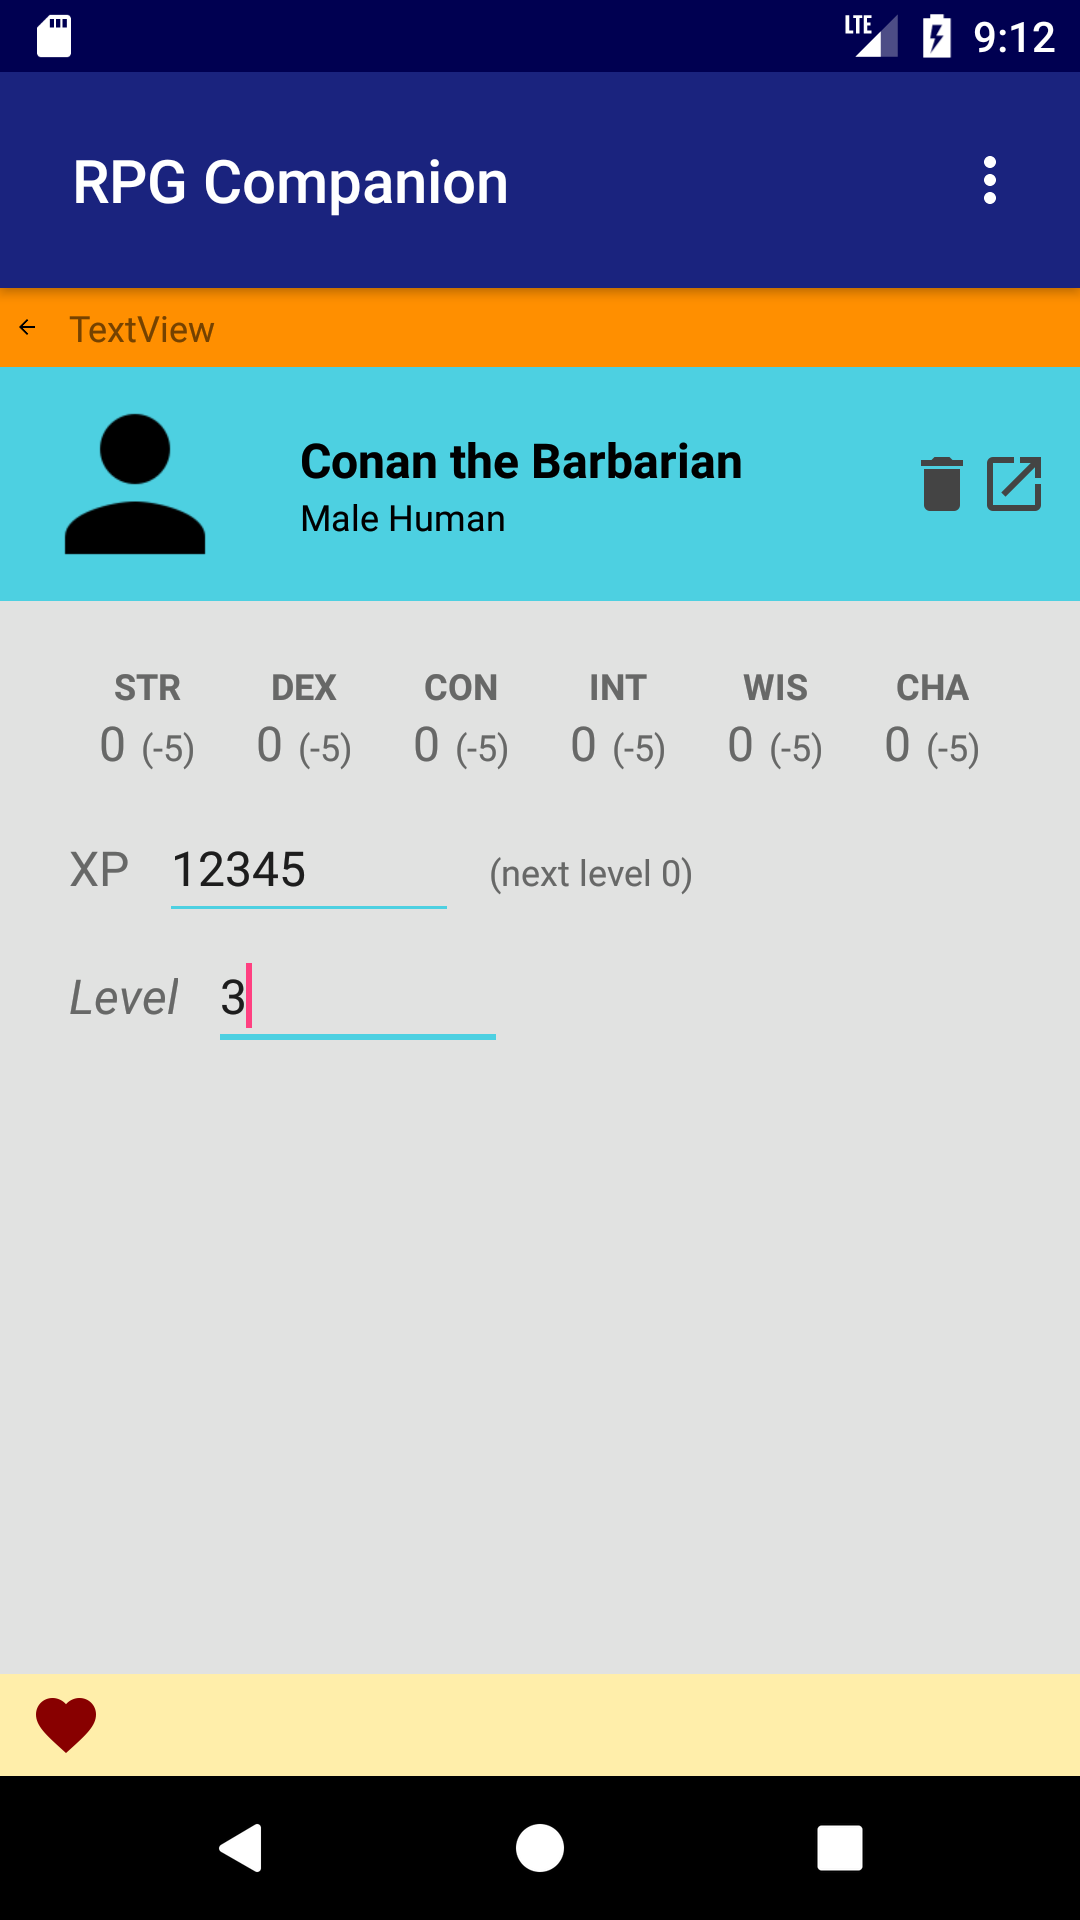 LTE 9:12
RPG Companion
TextView
Conan the Barbarian
Male Human
STR DEX CON INT WIS CHA
0 (-5) 0 (-5) 0 (-5) 0 (-5) 0 (-5) 0 (-5)
XP 12345 (next level 0)
Level 3